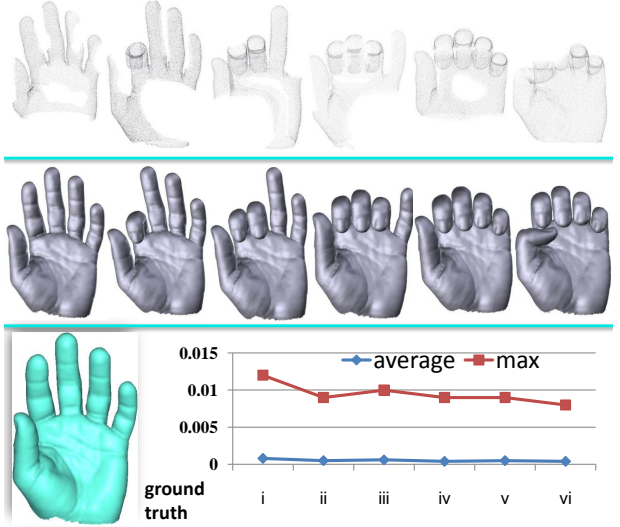 0.015
average max
0.01
0.005
0
i ii iii iv v vi
ground
truth